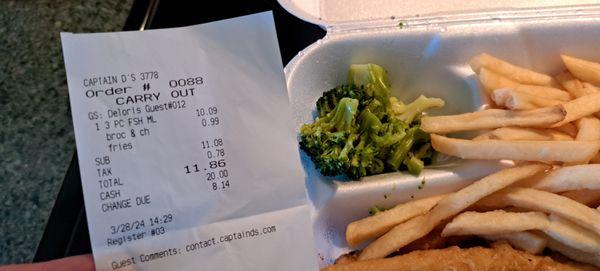 CAPTAIN D'S 3778
Order # 0088
CARRY OUT
GS: Deloris Guest#012
1 3 PC FSH ML 10.09
broc & ch 0.99
fries
SUB 11.08
TAX 0.78
TOTAL 11.86
CASH 20.00
CHANGE DUE 8.14
3/28/24 14:29
Register #03
Guest Comments: contact.captainds.com